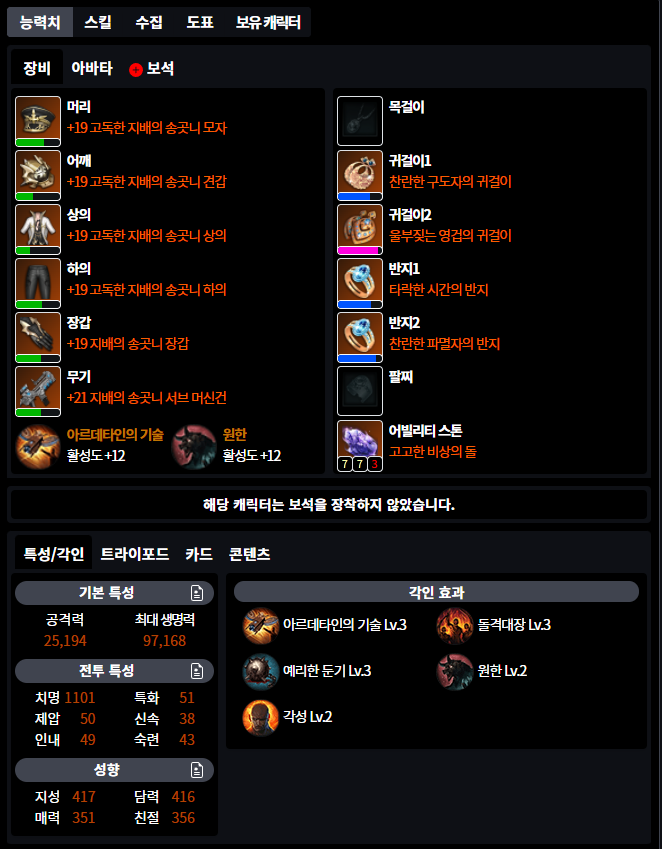 능력치 스킬 수집 도표 보유 캐릭터
장비 아바타 보석
머리
+19 고독한 지배의 송곳니 모자
어깨
+19 고독한 지배의 송곳니 견갑
상의
+19 고독한 지배의 송곳니 상의
하의
+19 고독한 지배의 송곳니 하의
장갑
+19 지배의 송곳니 장갑
무기
+21 지배의 송곳니 서브 머신건
아르데타인의 기술
활성도 +12
원한
활성도 +12
목걸이
귀걸이1
찬란한 구도자의 귀걸이
귀걸이2
울부짖는 영겁의 귀걸이
반지1
타락한 시간의 반지
반지2
찬란한 파멸자의 반지
팔찌
어빌리티 스톤
고고한 비상의 돌
7 7 3
해당 캐릭터는 보석을 장착하지 않았습니다.
특성/각인 트라이포드 카드 콘텐츠
기본 특성
공격력 최대 생명력
25,194 97,168
전투 특성
치명 1101 특화 51
제압 50 신속 38
인내 49 숙련 43
성향
지성 417 담력 416
매력 351 친절 356
각인 효과
아르데타인의 기술 Lv.3 돌격대장 Lv.3
예리한 둔기 Lv.3 원한 Lv.2
각성 Lv.2